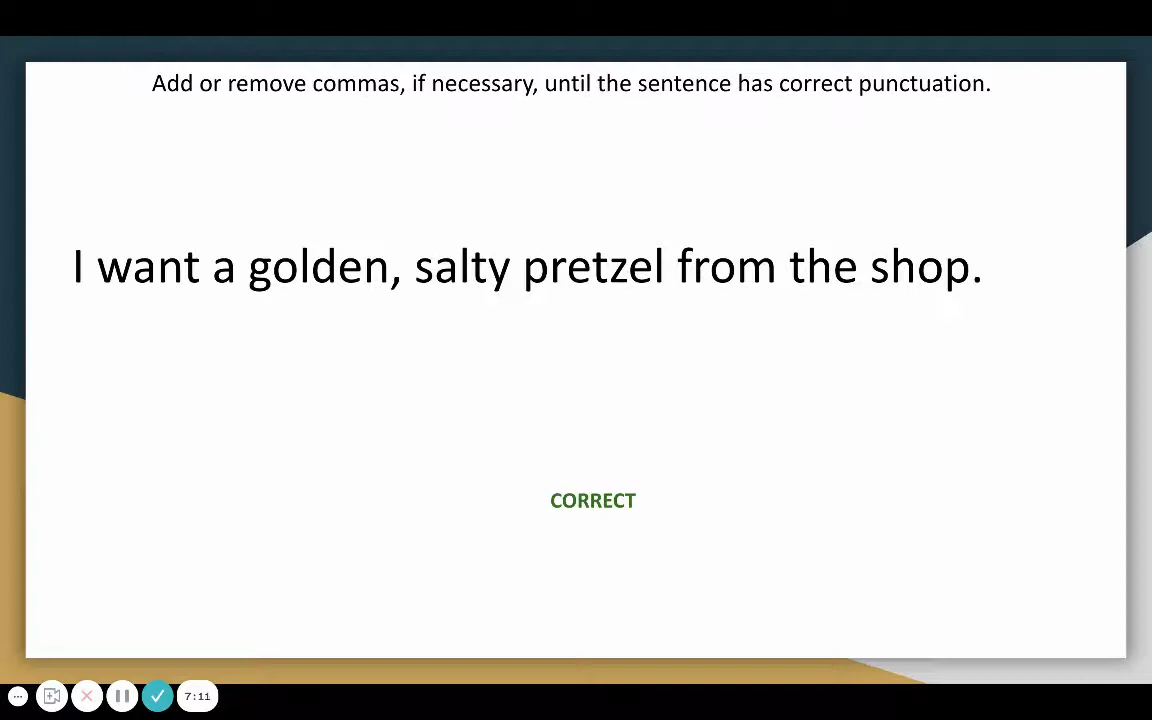 Add or remove commas, if necessary, until the sentence has correct punctuation.
I want a golden, salty pretzel from the shop.
CORRECT
7:11